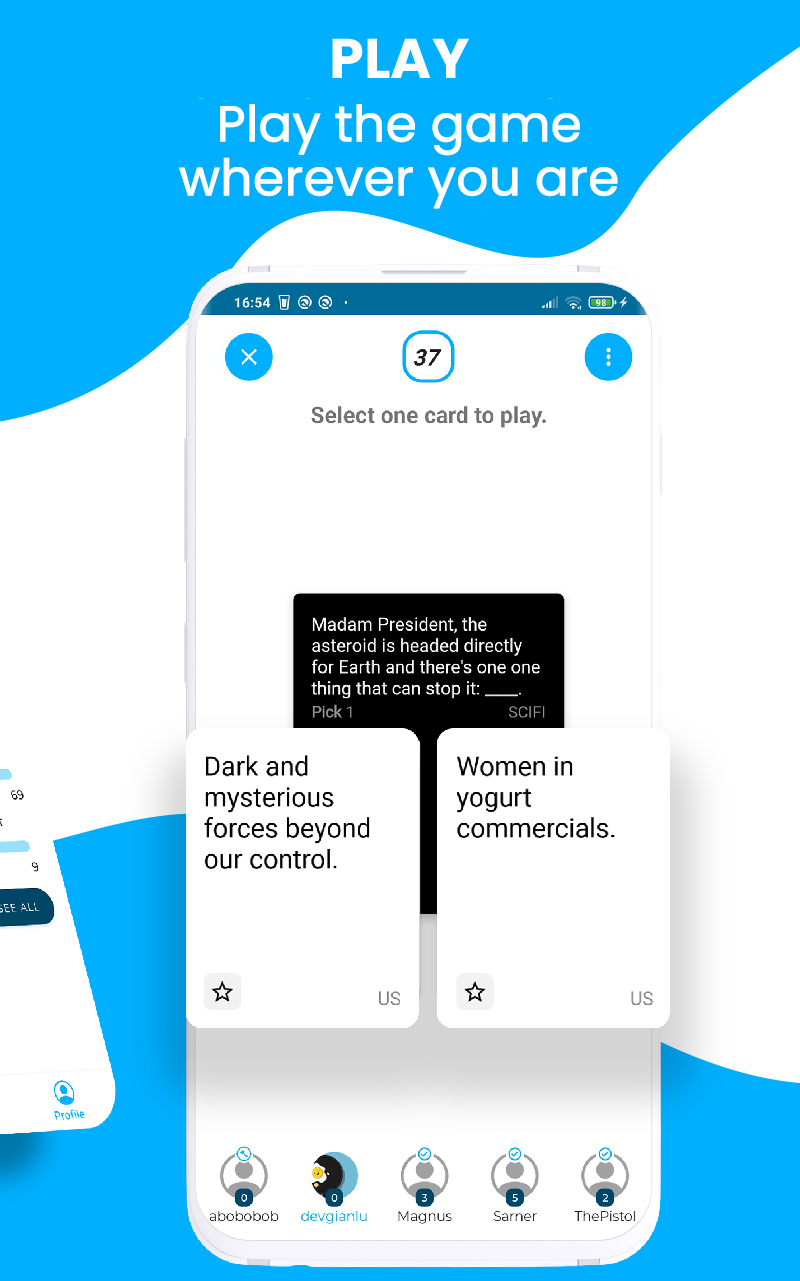 PLAY
Play the game
wherever you are
16:54
98
37
Select one card to play.
Madam President, the
asteroid is headed directly
for Earth and there's one one
thing that can stop it: ____.
Pick 1 SCIFI
Dark and
mysterious
forces beyond
our control.
US
Women in
yogurt
commercials.
US
69
9
SEE ALL
Profile
0
abobobob
0
devgianlu
3
Magnus
5
Sarner
2
ThePistol